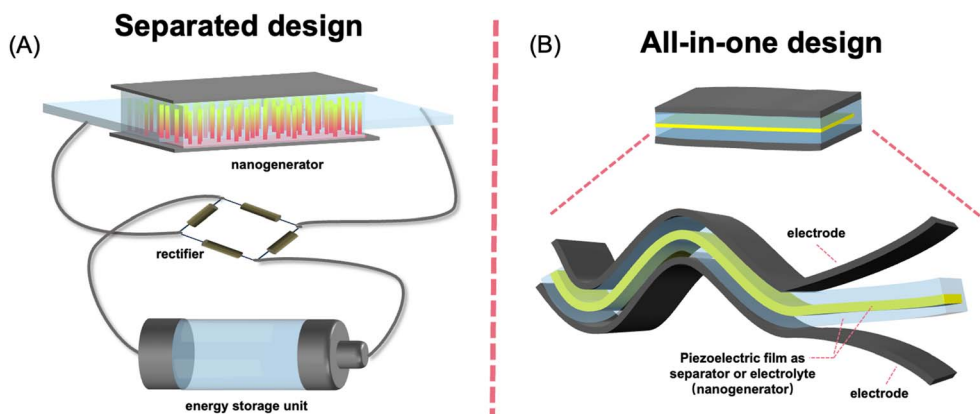 (A)
Separated design
nanogenerator
rectifier
energy storage unit
(B)
All-in-one design
electrode
Piezoelectric film as
separator or electrolyte
(nanogenerator)
electrode